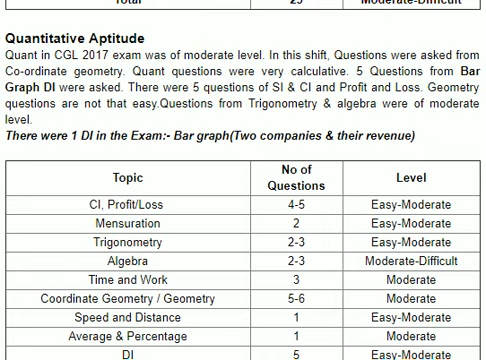 Total 25 Moderate-Difficult
Quantitative Aptitude
Quant in CGL 2017 exam was of moderate level. In this shift, Questions were asked from
Co-ordinate geometry. Quant questions were very calculative. 5 Questions from Bar
Graph DI were asked. There were 5 questions of SI & CI and Profit and Loss. Geometry
questions are not that easy.Questions from Trigonometry & algebra were of moderate
level.
There were 1 DI in the Exam:- Bar graph(Two companies & their revenue)
Topic No of Questions Level
CI, Profit/Loss 4-5 Easy-Moderate
Mensuration 2 Easy-Moderate
Trigonometry 2-3 Easy-Moderate
Algebra 2-3 Moderate-Difficult
Time and Work 3 Moderate
Coordinate Geometry / Geometry 5-6 Moderate
Speed and Distance 1 Easy-Moderate
Average & Percentage 1 Moderate
DI 5 Easy-Moderate